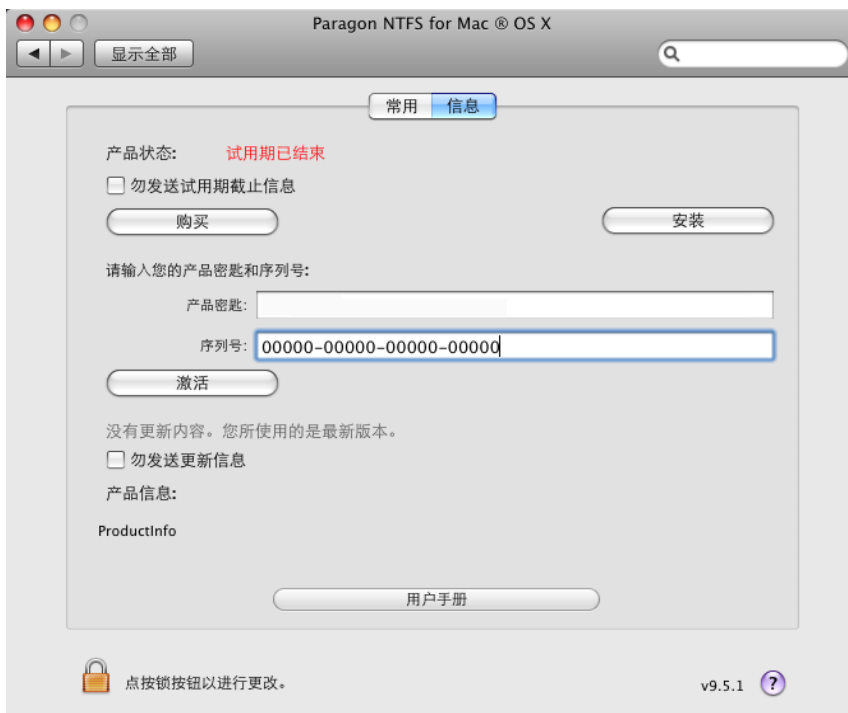 Paragon NTFS for Mac ® OS X
显示全部
常用 信息
产品状态: 试用期已结束
勿发送试用期截止信息
购买 安装
请输入您的产品密匙和序列号:
产品密匙:
序列号: 00000-00000-00000-00000
激活
没有更新内容。您所使用的是最新版本。
勿发送更新信息
产品信息:
ProductInfo
用户手册
点按锁按钮以进行更改。 v9.5.1 ?